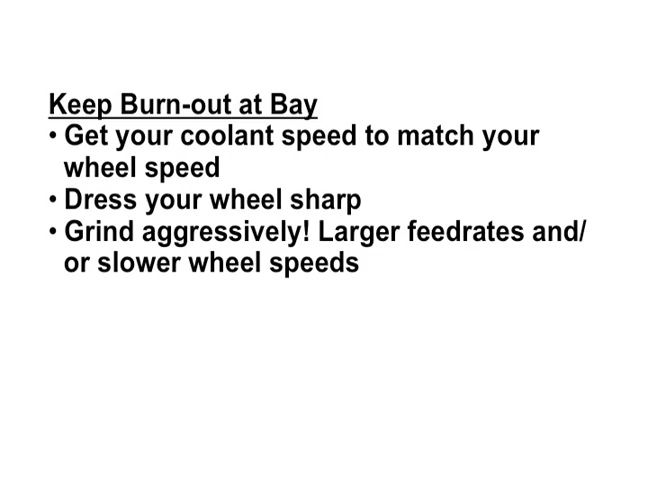 Keep Burn-out at Bay
• Get your coolant speed to match your
wheel speed
• Dress your wheel sharp
• Grind aggressively! Larger feedrates and/
or slower wheel speeds